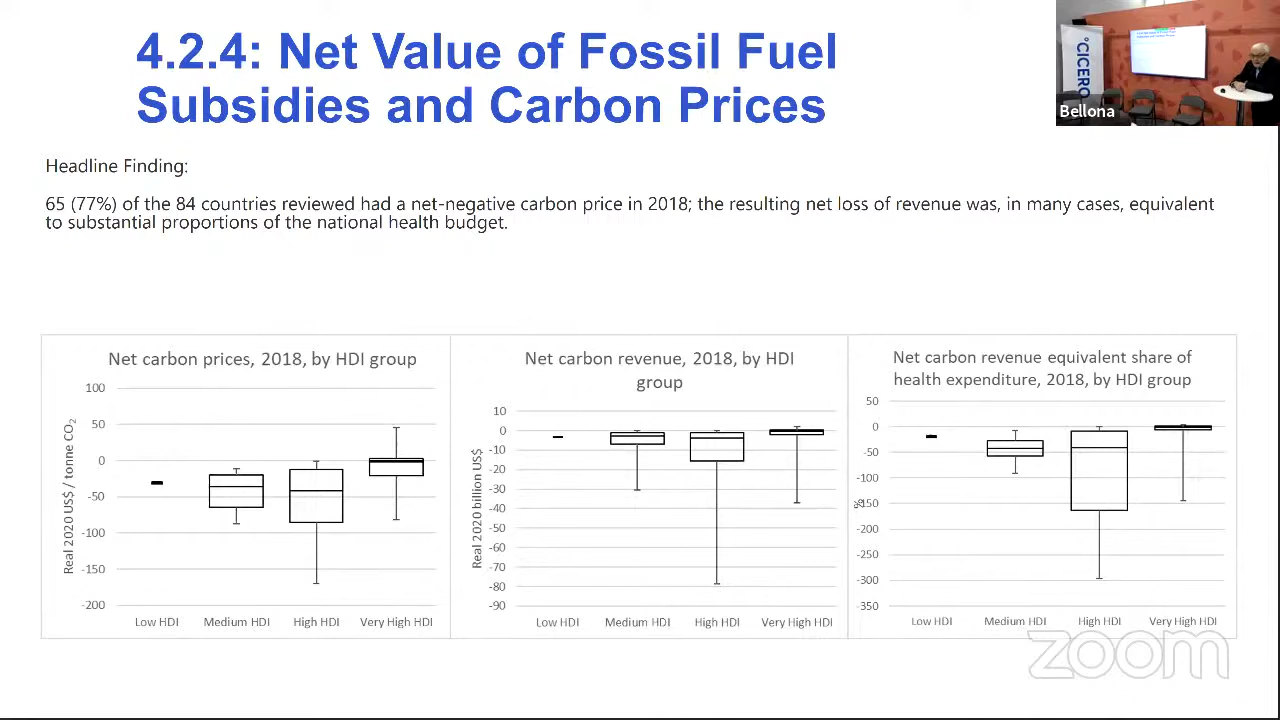 4.2.4: Net Value of Fossil Fuel
Subsidies and Carbon Prices
°CICERO
Bellona
Headline Finding:
65 (77%) of the 84 countries reviewed had a net-negative carbon price in 2018; the resulting net loss of revenue was, in many cases, equivalent
to substantial proportions of the national health budget.
Net carbon prices, 2018, by HDI group
Real 2020 US$ / tonne CO2
100
50
0
-50
-100
-150
-200
Low HDI
Medium HDI
High HDI
Very High HDI
Net carbon revenue, 2018, by HDI
group
Real 2020 billion US$
10
0
-10
-20
-30
-40
-50
-60
-70
-80
-90
Low HDI
Medium HDI
High HDI
Very High HDI
Net carbon revenue equivalent share of
health expenditure, 2018, by HDI group
%
50
0
-50
-100
-150
-200
-250
-300
-350
Low HDI
Medium HDI
High HDI
Very High HDI
zoom